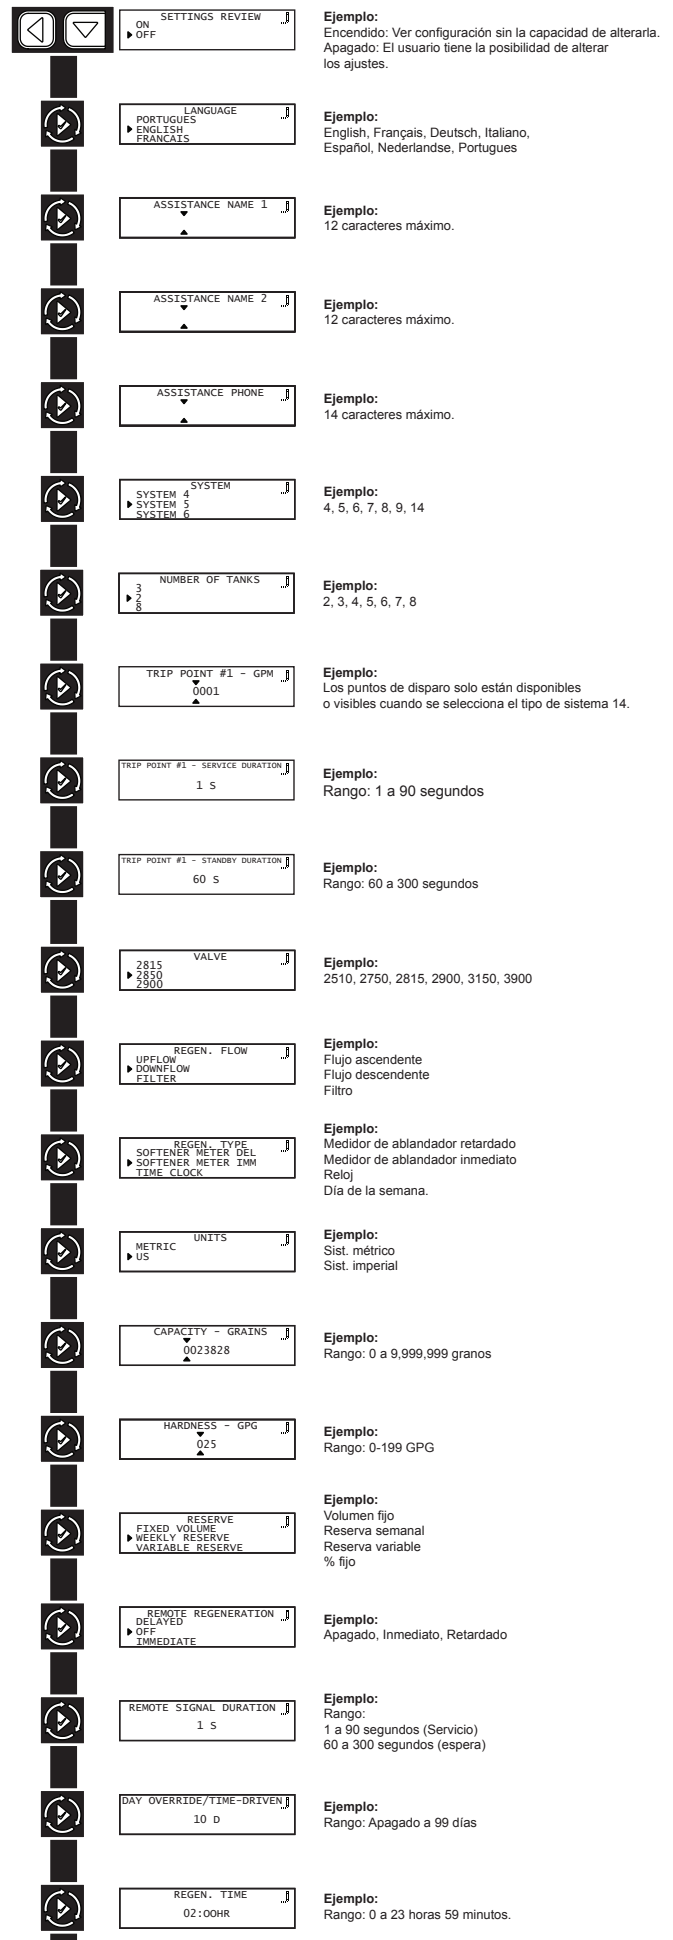 SETTINGS REVIEW
ON
OFF
Ejemplo:
Encendido: Ver configuración sin la capacidad de alterarla.
Apagado: El usuario tiene la posibilidad de alterar
los ajustes.
LANGUAGE
PORTUGUES
ENGLISH
FRANCAIS
Ejemplo:
English, Français, Deutsch, Italiano,
Español, Nederlandse, Portugues
ASSISTANCE NAME 1
Ejemplo:
12 caracteres máximo.
ASSISTANCE NAME 2
Ejemplo:
12 caracteres máximo.
ASSISTANCE PHONE
Ejemplo:
14 caracteres máximo.
SYSTEM
SYSTEM 4
SYSTEM 5
SYSTEM 6
Ejemplo:
4, 5, 6, 7, 8, 9, 14
NUMBER OF TANKS
3
2
8
Ejemplo:
2, 3, 4, 5, 6, 7, 8
TRIP POINT #1 - GPM
0001
Ejemplo:
Los puntos de disparo solo están disponibles
o visibles cuando se selecciona el tipo de sistema 14.
TRIP POINT #1 - SERVICE DURATION
1 S
Ejemplo:
Rango: 1 a 90 segundos
TRIP POINT #1 - STANDBY DURATION
60 S
Ejemplo:
Rango: 60 a 300 segundos
VALVE
2815
2850
2900
Ejemplo:
2510, 2750, 2815, 2900, 3150, 3900
REGEN. FLOW
UPFLOW
DOWNFLOW
FILTER
Ejemplo:
Flujo ascendente
Flujo descendente
Filtro
REGEN. TYPE
SOFTENER METER DEL
SOFTENER METER IMM
TIME CLOCK
Ejemplo:
Medidor de ablandador retardado
Medidor de ablandador inmediato
Reloj
Día de la semana.
UNITS
METRIC
US
Ejemplo:
Sist. métrico
Sist. imperial
CAPACITY - GRAINS
0023828
Ejemplo:
Rango: 0 a 9,999,999 granos
HARDNESS - GPG
025
Ejemplo:
Rango: 0-199 GPG
RESERVE
FIXED VOLUME
WEEKLY RESERVE
VARIABLE RESERVE
Ejemplo:
Volumen fijo
Reserva semanal
Reserva variable
% fijo
REMOTE REGENERATION
DELAYED
OFF
IMMEDIATE
Ejemplo:
Apagado, Inmediato, Retardado
REMOTE SIGNAL DURATION
1 S
Ejemplo:
Rango:
1 a 90 segundos (Servicio)
60 a 300 segundos (espera)
DAY OVERRIDE/TIME-DRIVEN
10 D
Ejemplo:
Rango: Apagado a 99 días
REGEN. TIME
02:00HR
Ejemplo:
Rango: 0 a 23 horas 59 minutos.